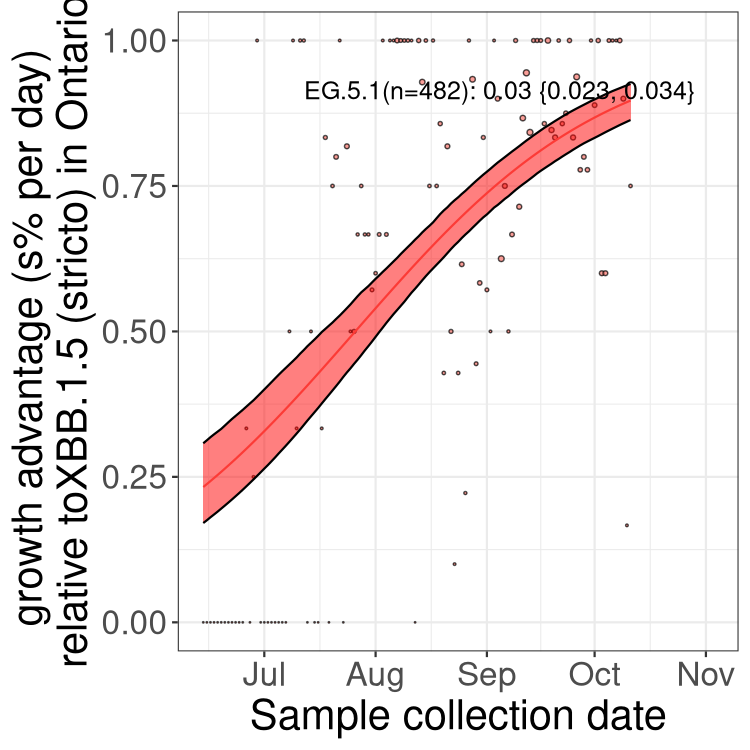 growth advantage (s% per day)
relative toXBB.1.5 (stricto) in Ontario
1.00
0.75
0.50
0.25
0.00
EG.5.1(n=482): 0.03 {0.023, 0.034}
Jul Aug Sep Oct Nov
Sample collection date